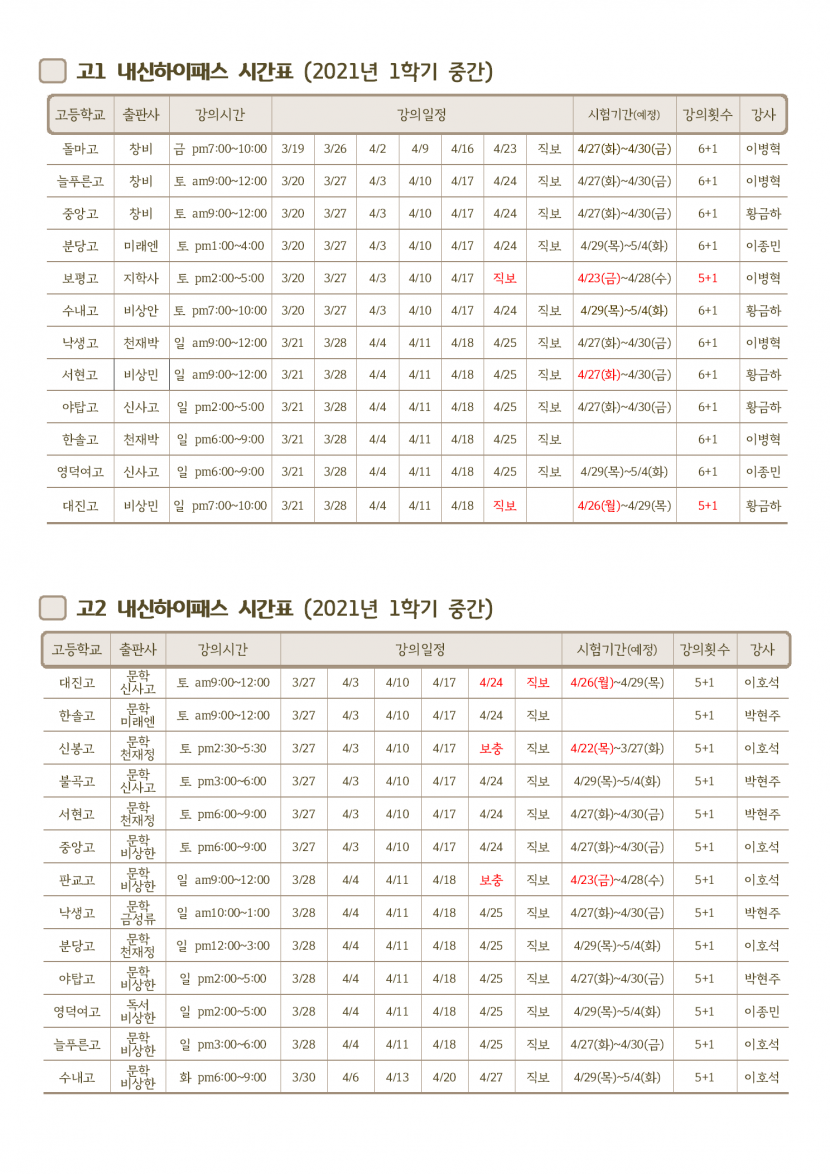 고1 내신하이패스 시간표 (2021년 1학기 중간)
고등학교 출판사 강의시간 강의일정 시험기간(예정) 강의횟수 강사
돌마고 창비 금 pm7:00~10:00 3/19 3/26 4/2 4/9 4/16 4/23 직보 4/27(화)~4/30(금) 6+1 이병혁
늘푸른고 창비 토 am9:00~12:00 3/20 3/27 4/3 4/10 4/17 4/24 직보 4/27(화)~4/30(금) 6+1 이병혁
중앙고 창비 토 am9:00~12:00 3/20 3/27 4/3 4/10 4/17 4/24 직보 4/27(화)~4/30(금) 6+1 황금하
분당고 미래엔 토 pm1:00~4:00 3/20 3/27 4/3 4/10 4/17 4/24 직보 4/29(목)~5/4(화) 6+1 이종민
보평고 지학사 토 pm2:00~5:00 3/20 3/27 4/3 4/10 4/17 직보 4/23(금)~4/28(수) 5+1 이병혁
수내고 비상안 토 pm7:00~10:00 3/20 3/27 4/3 4/10 4/17 4/24 직보 4/29(목)~5/4(화) 6+1 황금하
낙생고 천재박 일 am9:00~12:00 3/21 3/28 4/4 4/11 4/18 4/25 직보 4/27(화)~4/30(금) 6+1 이병혁
서현고 비상민 일 am9:00~12:00 3/21 3/28 4/4 4/11 4/18 4/25 직보 4/27(화)~4/30(금) 6+1 황금하
야탑고 신사고 일 pm2:00~5:00 3/21 3/28 4/4 4/11 4/18 4/25 직보 4/27(화)~4/30(금) 6+1 황금하
한솔고 천재박 일 pm6:00~9:00 3/21 3/28 4/4 4/11 4/18 4/25 직보 6+1 이병혁
영덕여고 신사고 일 pm6:00~9:00 3/21 3/28 4/4 4/11 4/18 4/25 직보 4/29(목)~5/4(화) 6+1 이종민
대진고 비상민 일 pm7:00~10:00 3/21 3/28 4/4 4/11 4/18 직보 4/26(월)~4/29(목) 5+1 황금하
고2 내신하이패스 시간표 (2021년 1학기 중간)
고등학교 출판사 강의시간 강의일정 시험기간(예정) 강의횟수 강사
대진고 문학 신사고 토 am9:00~12:00 3/27 4/3 4/10 4/17 4/24 직보 4/26(월)~4/29(목) 5+1 이호석
한솔고 문학 미래엔 토 am9:00~12:00 3/27 4/3 4/10 4/17 4/24 직보 5+1 박현주
신봉고 문학 천재정 토 pm2:30~5:30 3/27 4/3 4/10 4/17 보충 직보 4/22(목)~3/27(화) 5+1 이호석
불곡고 문학 신사고 토 pm3:00~6:00 3/27 4/3 4/10 4/17 4/24 직보 4/29(목)~5/4(화) 5+1 박현주
서현고 문학 천재정 토 pm6:00~9:00 3/27 4/3 4/10 4/17 4/24 직보 4/27(화)~4/30(금) 5+1 박현주
중앙고 문학 비상한 토 pm6:00~9:00 3/27 4/3 4/10 4/17 4/24 직보 4/27(화)~4/30(금) 5+1 이호석
판교고 문학 비상한 일 am9:00~12:00 3/28 4/4 4/11 4/18 보충 직보 4/23(금)~4/28(수) 5+1 이호석
낙생고 문학 금성류 일 am10:00~1:00 3/28 4/4 4/11 4/18 4/25 직보 4/27(화)~4/30(금) 5+1 박현주
분당고 문학 천재정 일 pm12:00~3:00 3/28 4/4 4/11 4/18 4/25 직보 4/29(목)~5/4(화) 5+1 이호석
야탑고 문학 비상한 일 pm2:00~5:00 3/28 4/4 4/11 4/18 4/25 직보 4/27(화)~4/30(금) 5+1 박현주
영덕여고 독서 비상한 일 pm2:00~5:00 3/28 4/4 4/11 4/18 4/25 직보 4/29(목)~5/4(화) 5+1 이종민
늘푸른고 문학 비상한 일 pm3:00~6:00 3/28 4/4 4/11 4/18 4/25 직보 4/27(화)~4/30(금) 5+1 이호석
수내고 문학 비상한 화 pm6:00~9:00 3/30 4/6 4/13 4/20 4/27 직보 4/29(목)~5/4(화) 5+1 이호석